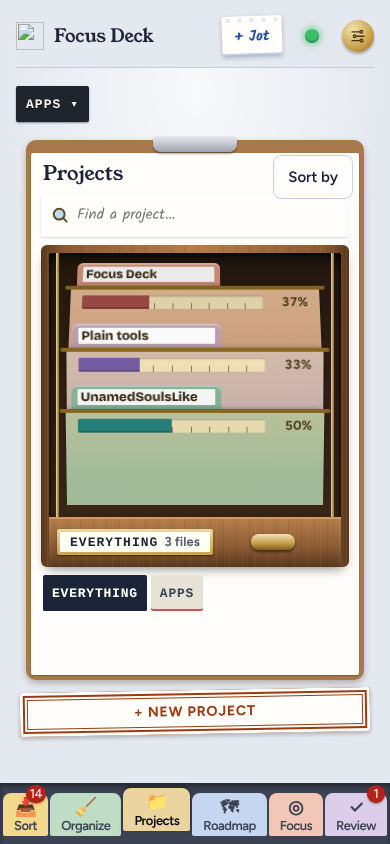 Focus Deck
+ Jot
APPS ▾
Projects
Sort by
Find a project...
Focus Deck
37%
Plain tools
33%
UnamedSoulsLike
50%
EVERYTHING 3 files
EVERYTHING APPS
+ NEW PROJECT
14 1
Sort Organize Projects Roadmap Focus Review